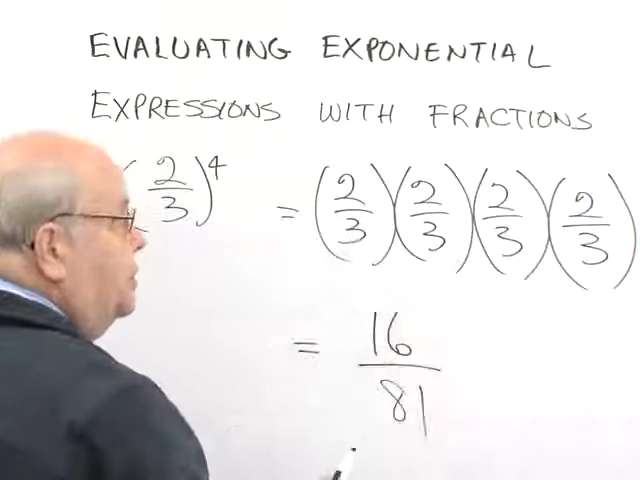 EVALUATING EXPONENTIAL
EXPRESSIONS WITH FRACTIONS
(2/3)^4 = (2/3)(2/3)(2/3)(2/3)
= 16/81